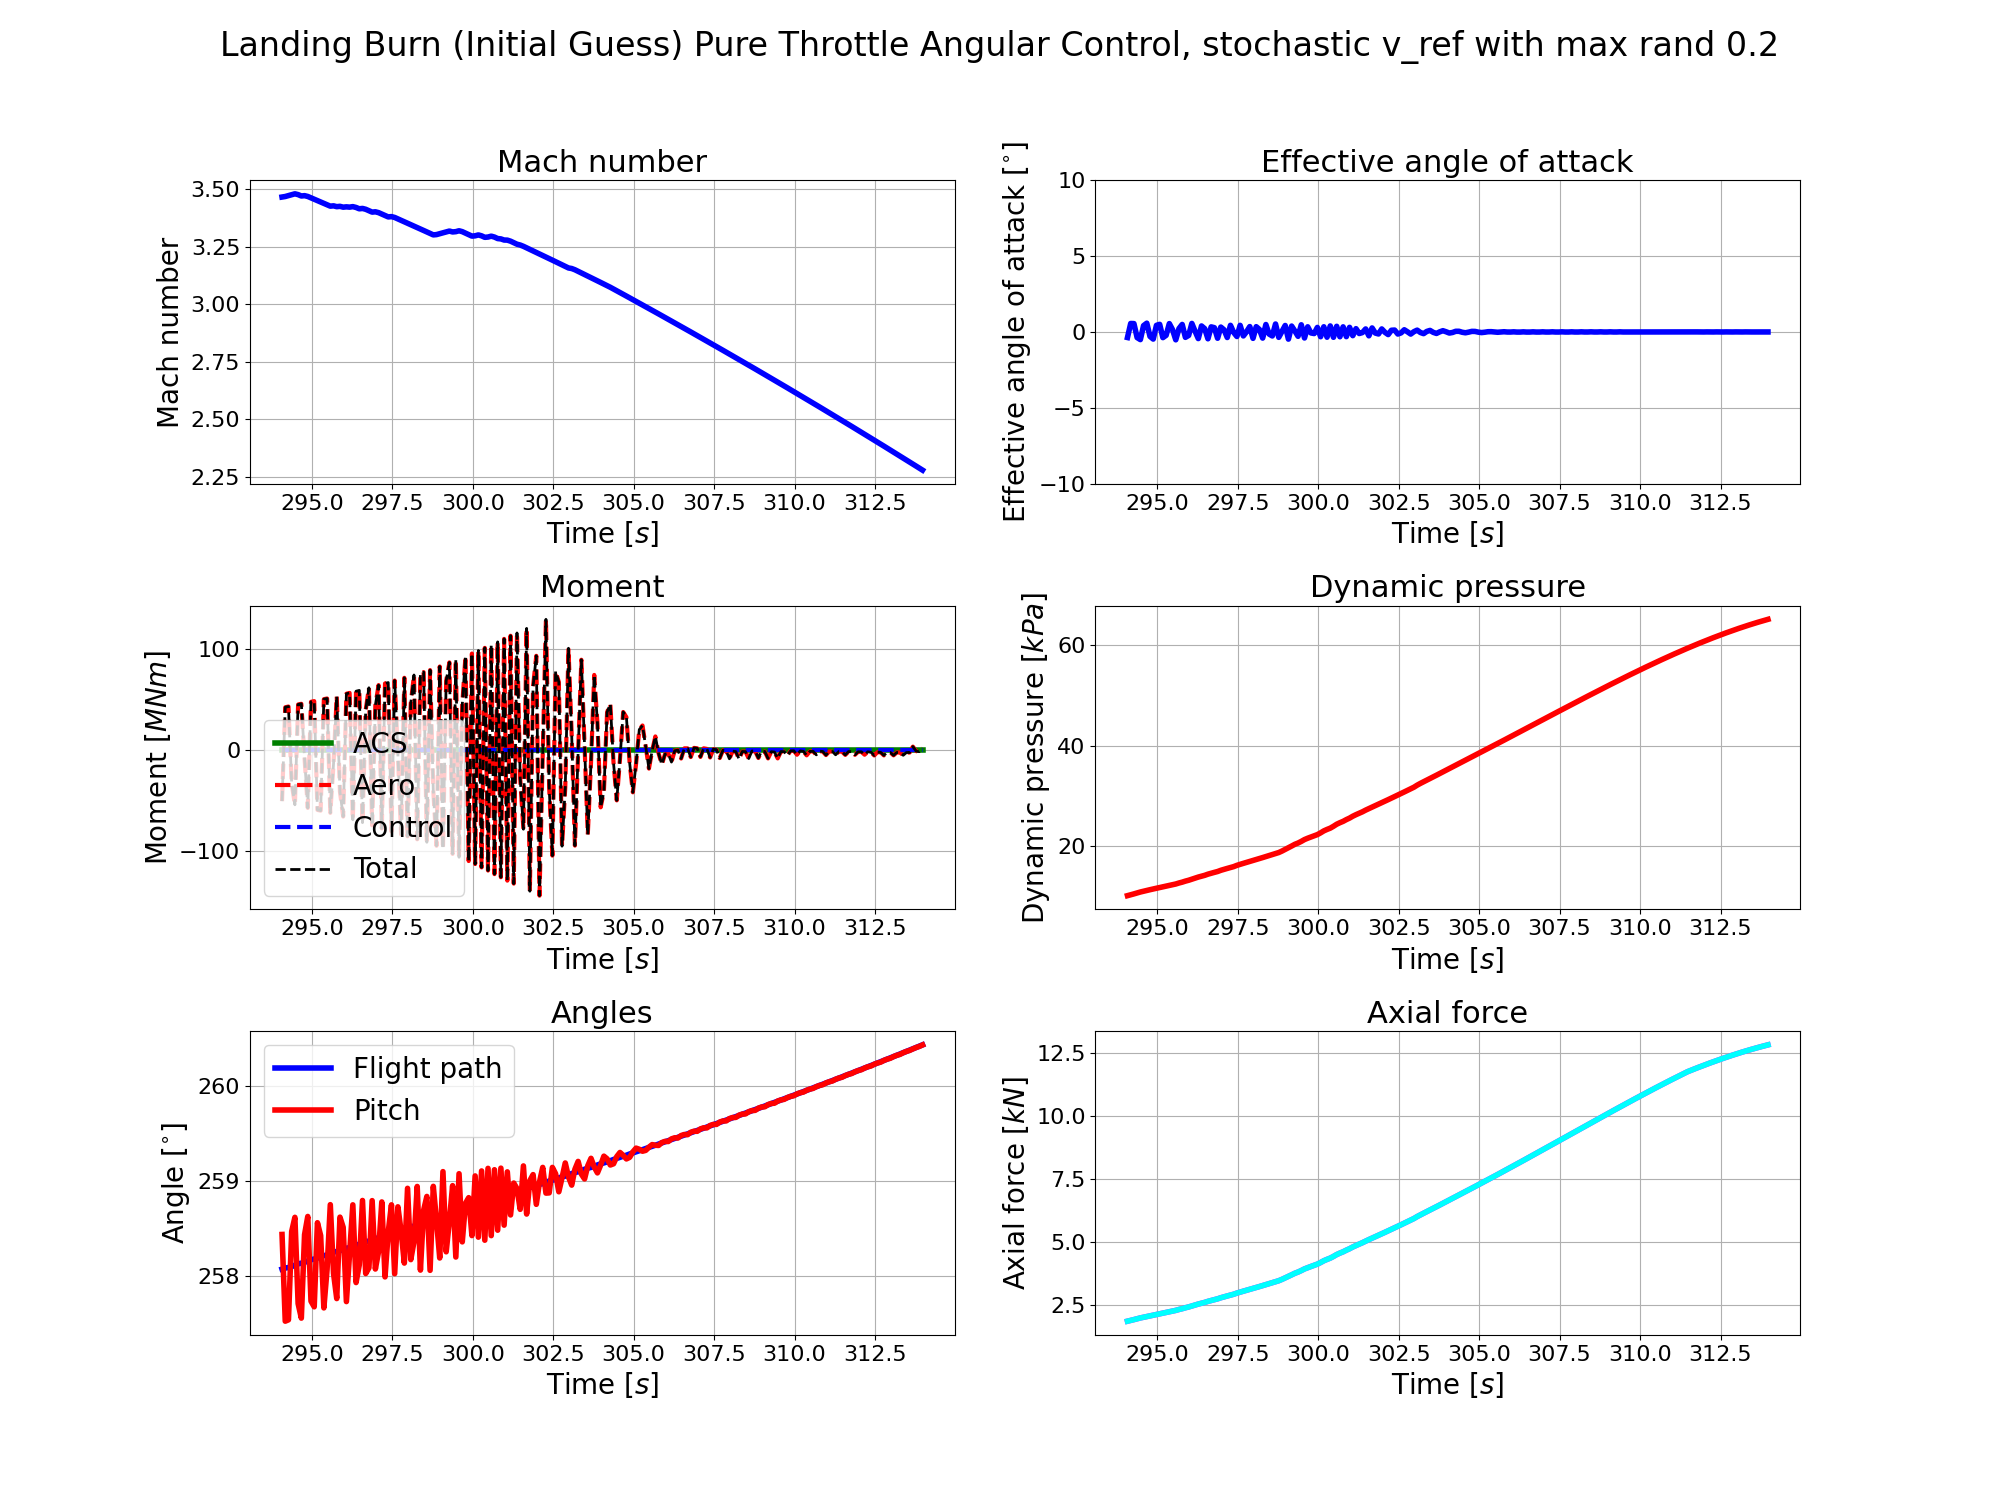 Landing Burn (Initial Guess) Pure Throttle Angular Control, stochastic v_ref with max rand 0.2
Mach number
Mach number
3.50
3.25
3.00
2.75
2.50
2.25
295.0 297.5 300.0 302.5 305.0 307.5 310.0 312.5
Time [s]
Effective angle of attack
Effective angle of attack [°]
10
5
0
−5
−10
295.0 297.5 300.0 302.5 305.0 307.5 310.0 312.5
Time [s]
Moment
Moment [MNm]
100
0
−100
ACS
Aero
Control
Total
295.0 297.5 300.0 302.5 305.0 307.5 310.0 312.5
Time [s]
Dynamic pressure
Dynamic pressure [kPa]
60
40
20
295.0 297.5 300.0 302.5 305.0 307.5 310.0 312.5
Time [s]
Angles
Angle [°]
260
259
258
Flight path
Pitch
295.0 297.5 300.0 302.5 305.0 307.5 310.0 312.5
Time [s]
Axial force
Axial force [kN]
12.5
10.0
7.5
5.0
2.5
295.0 297.5 300.0 302.5 305.0 307.5 310.0 312.5
Time [s]